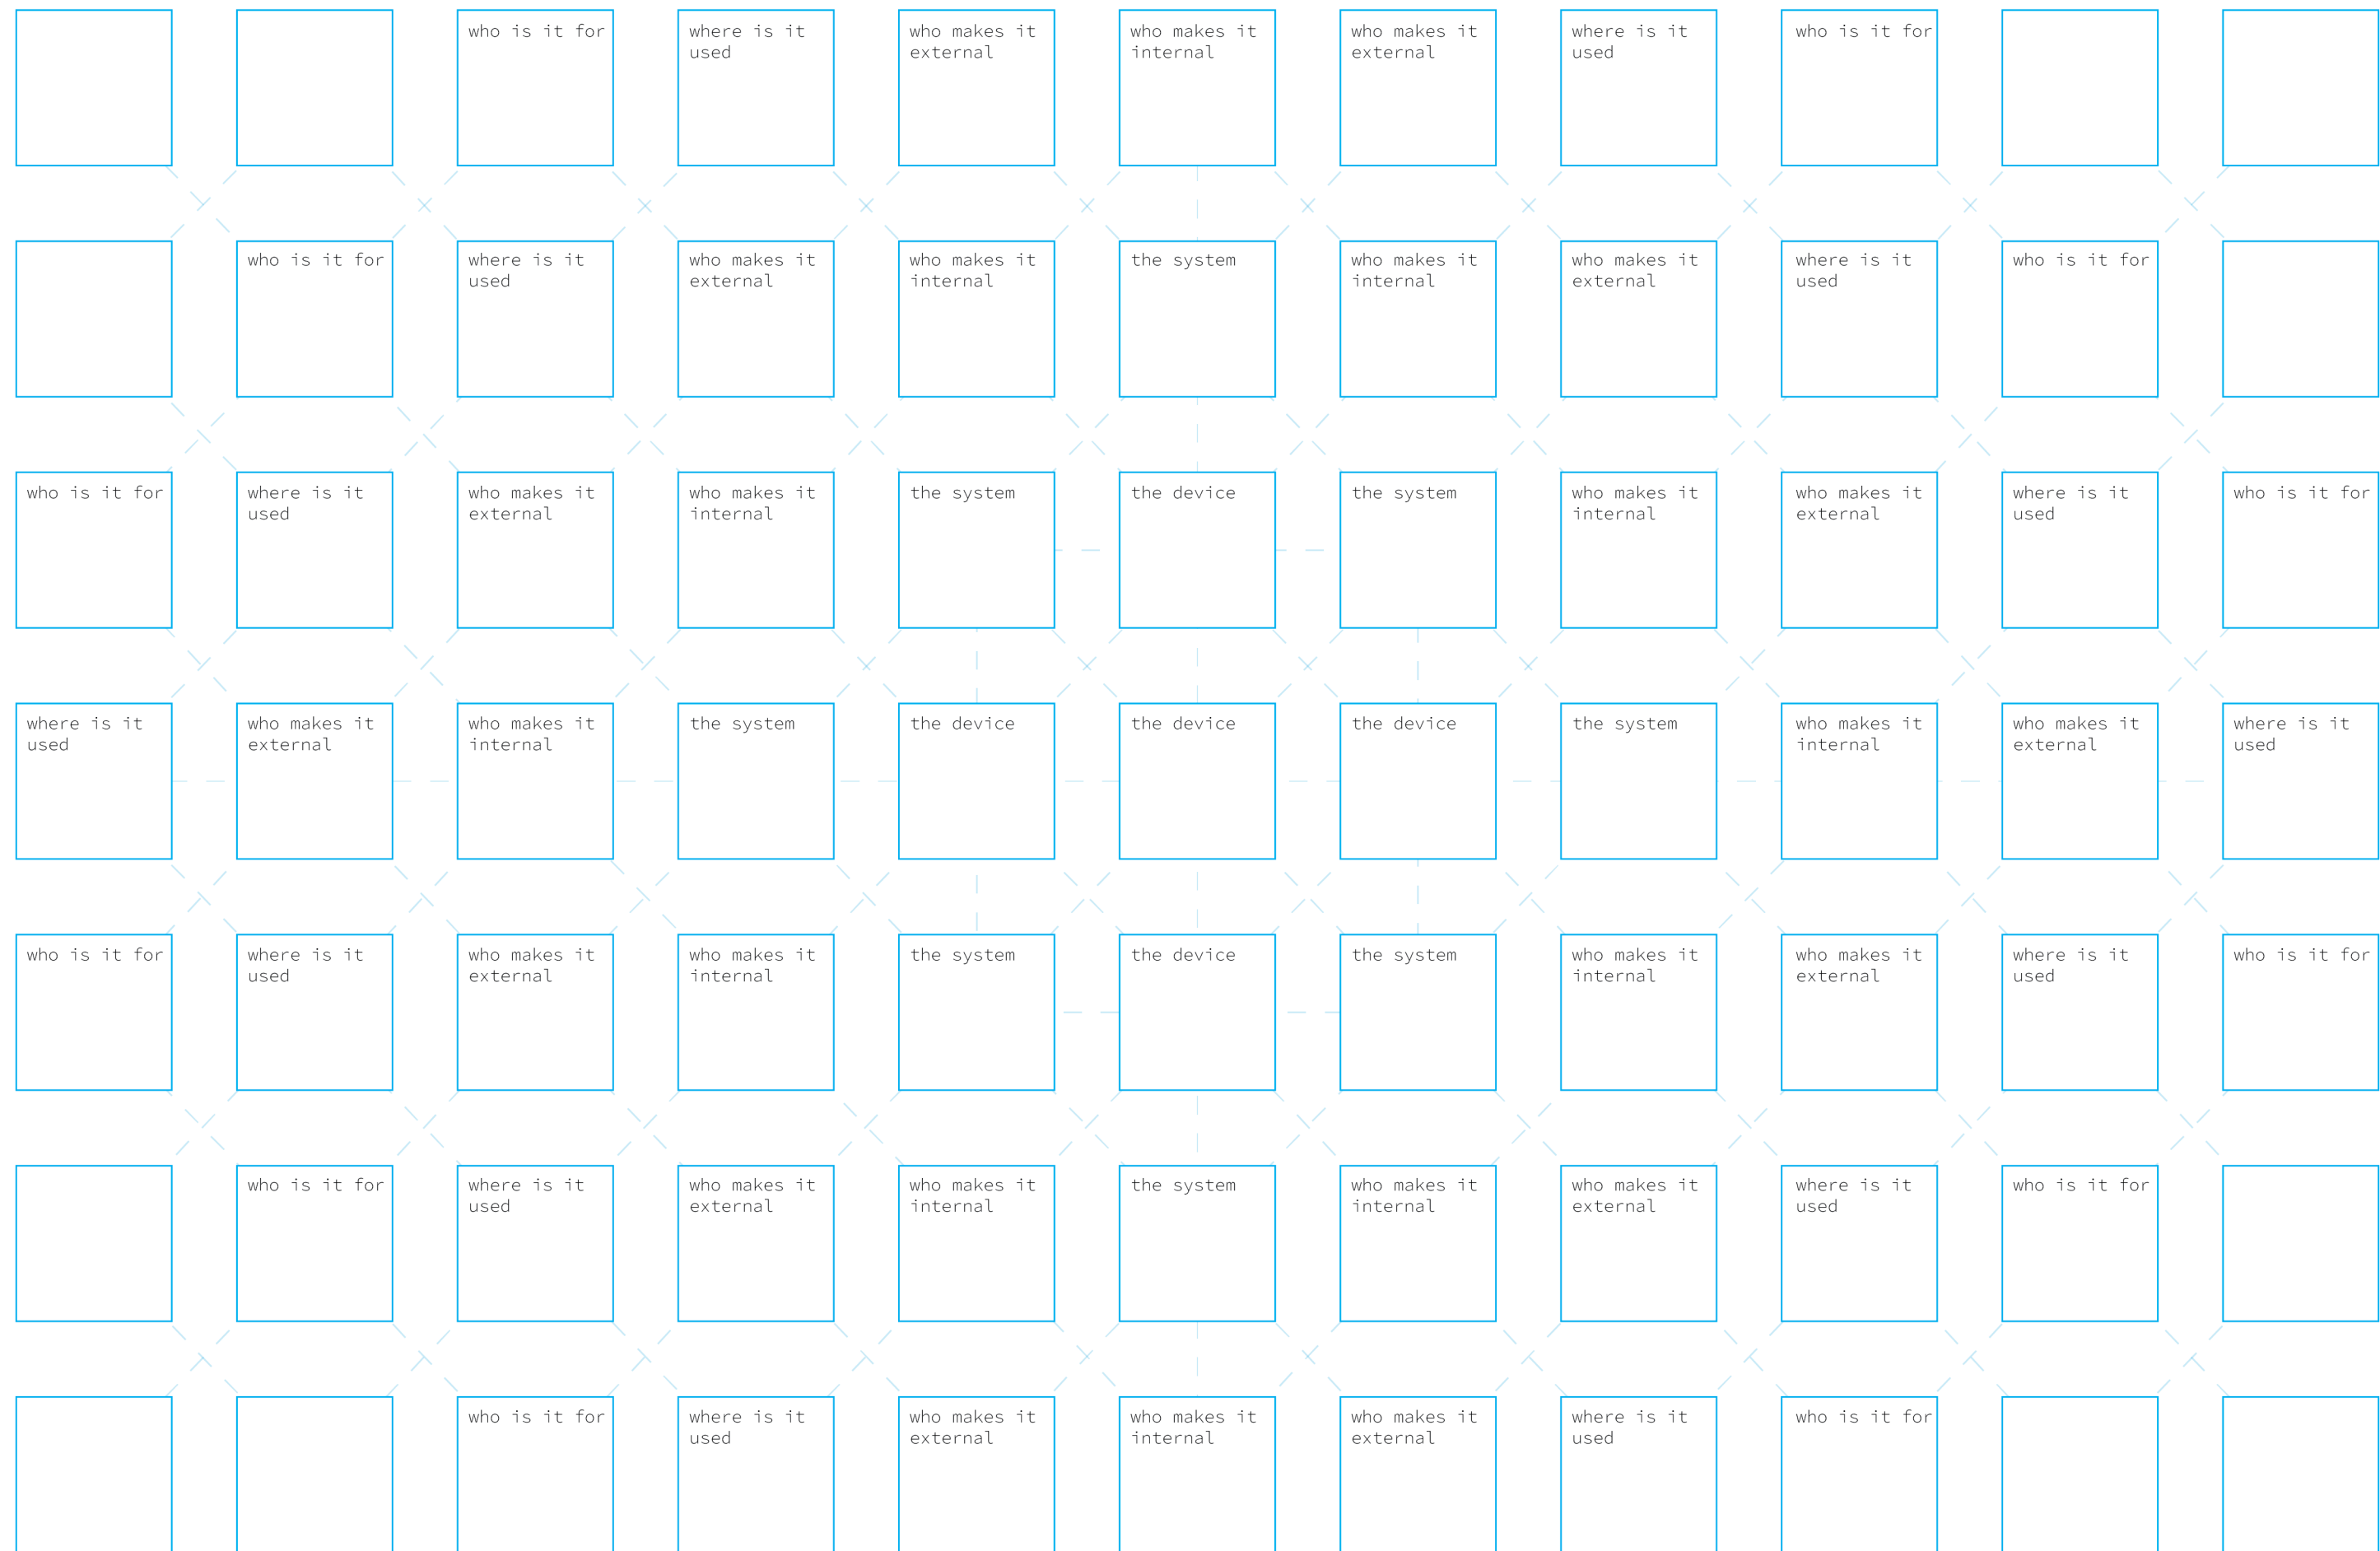 who is it for
where is it
used
who makes it
external
who makes it
internal
who makes it
external
where is it
used
who is it for
who is it for
where is it
used
who makes it
external
who makes it
internal
the system
who makes it
internal
who makes it
external
where is it
used
who is it for
who is it for
where is it
used
who makes it
external
who makes it
internal
the system
the device
the system
who makes it
internal
who makes it
external
where is it
used
who is it for
where is it
used
who makes it
external
who makes it
internal
the system
the device
the device
the device
the system
who makes it
internal
who makes it
external
where is it
used
who is it for
where is it
used
who makes it
external
who makes it
internal
the system
the device
the system
who makes it
internal
who makes it
external
where is it
used
who is it for
who is it for
where is it
used
who makes it
external
who makes it
internal
the system
who makes it
internal
who makes it
external
where is it
used
who is it for
who is it for
where is it
used
who makes it
external
who makes it
internal
who makes it
external
where is it
used
who is it for